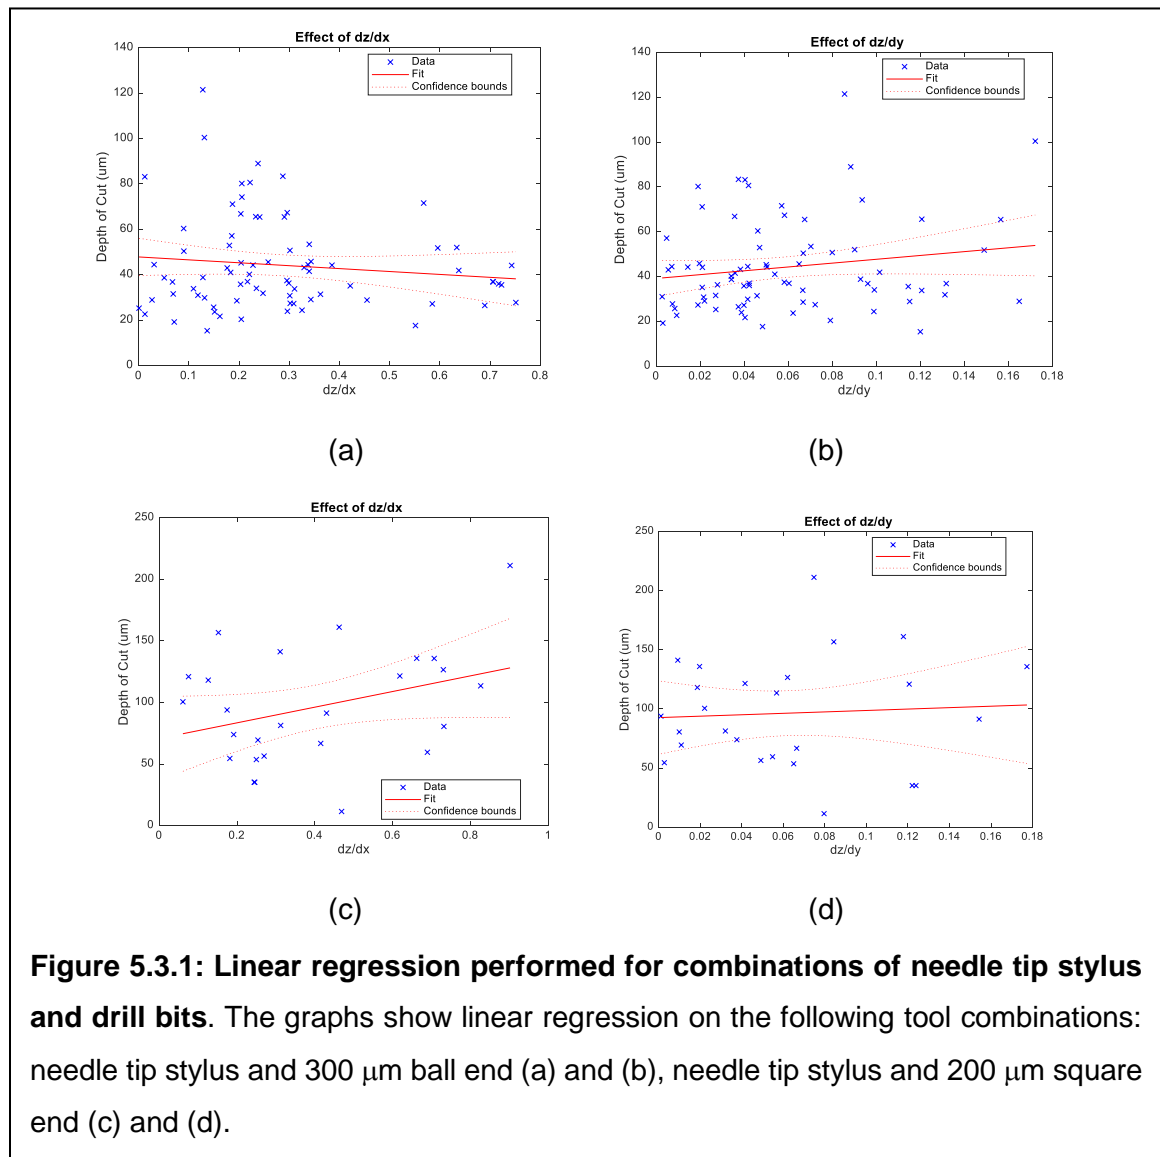 Effect of dz/dx
140
120
100
80
60
40
20
0
Depth of Cut (um)
Data
Fit
Confidence bounds
0 0.1 0.2 0.3 0.4 0.5 0.6 0.7 0.8
dz/dx
(a)
Effect of dz/dy
140
120
100
80
60
40
20
0
Depth of Cut (um)
Data
Fit
Confidence bounds
0 0.02 0.04 0.06 0.08 0.1 0.12 0.14 0.16 0.18
dz/dy
(b)
Effect of dz/dx
250
200
150
100
50
0
Depth of Cut (um)
Data
Fit
Confidence bounds
0 0.2 0.4 0.6 0.8 1
dz/dx
(c)
Effect of dz/dy
250
200
150
100
50
0
Depth of Cut (um)
Data
Fit
Confidence bounds
0 0.02 0.04 0.06 0.08 0.1 0.12 0.14 0.16 0.18
dz/dy
(d)
Figure 5.3.1: Linear regression performed for combinations of needle tip stylus
and drill bits. The graphs show linear regression on the following tool combinations:
needle tip stylus and 300 μm ball end (a) and (b), needle tip stylus and 200 μm square
end (c) and (d).